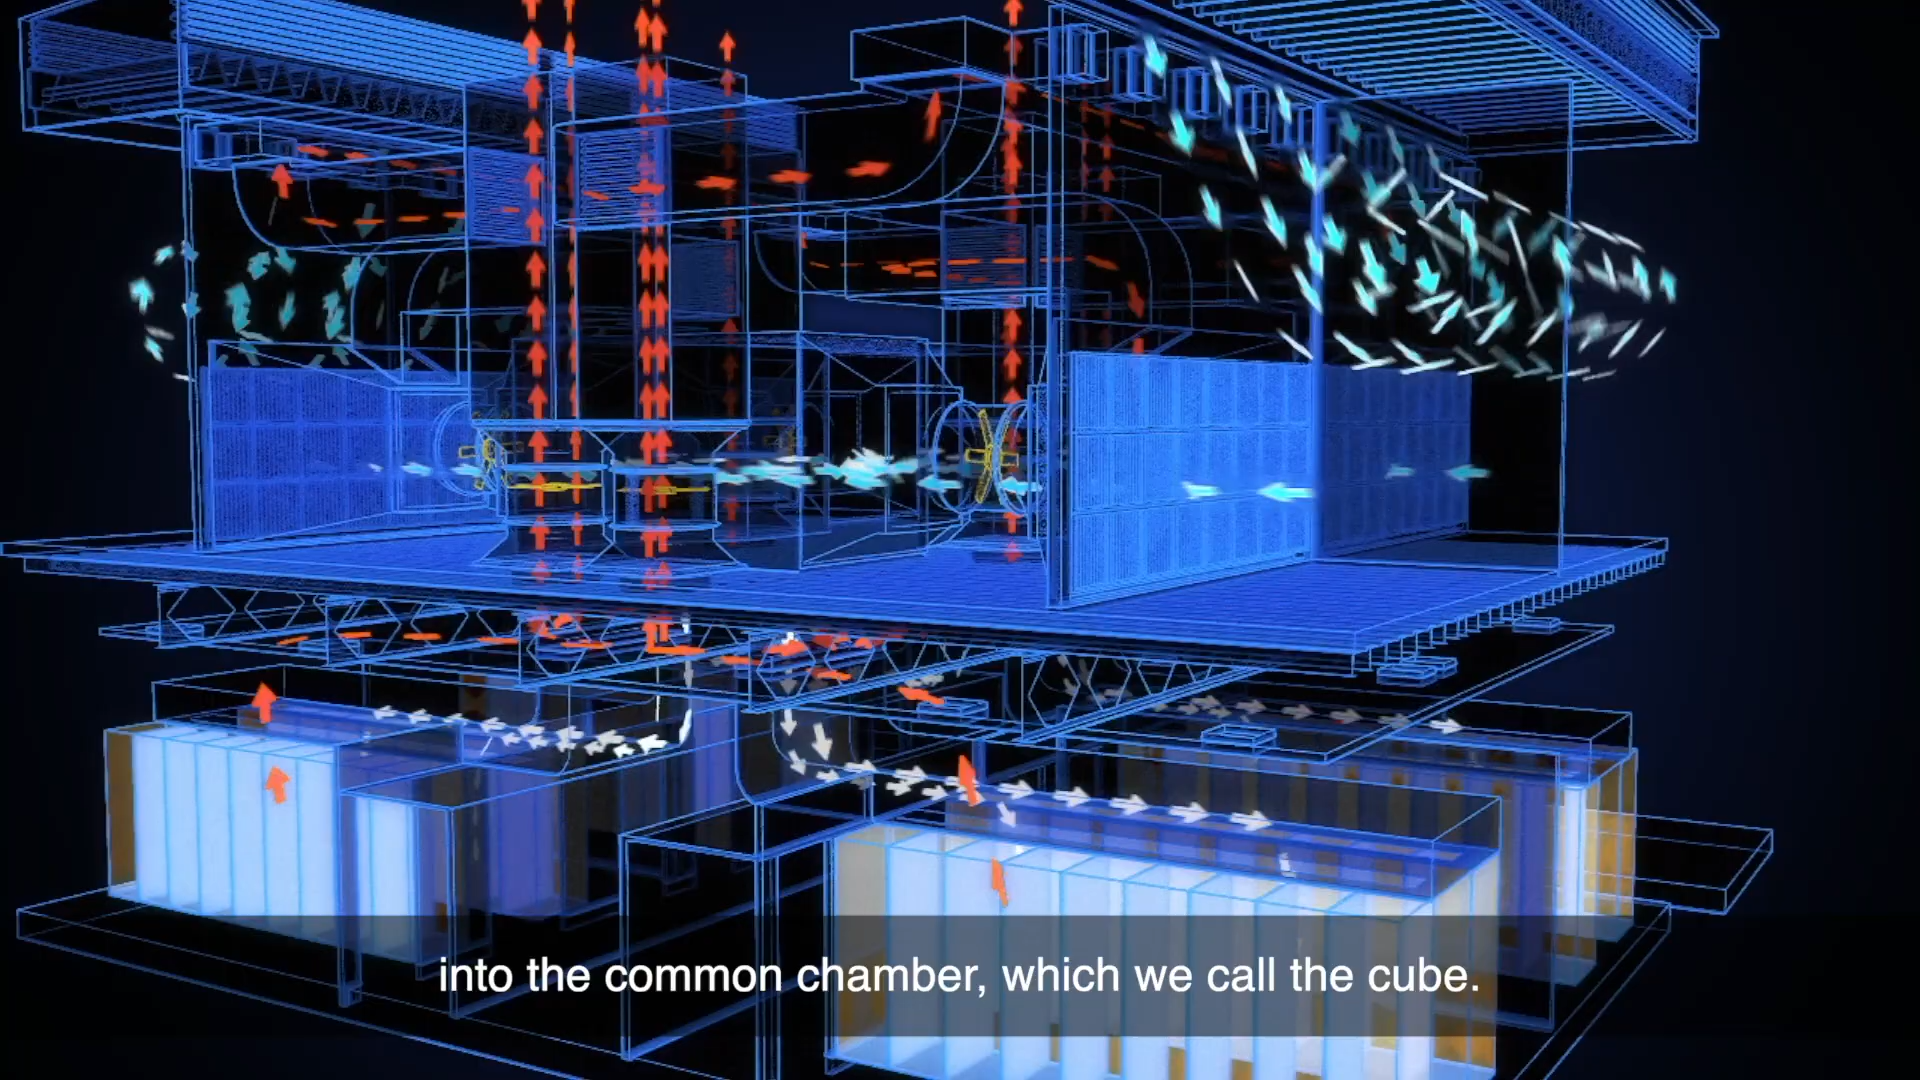 into the common chamber, which we call the cube.